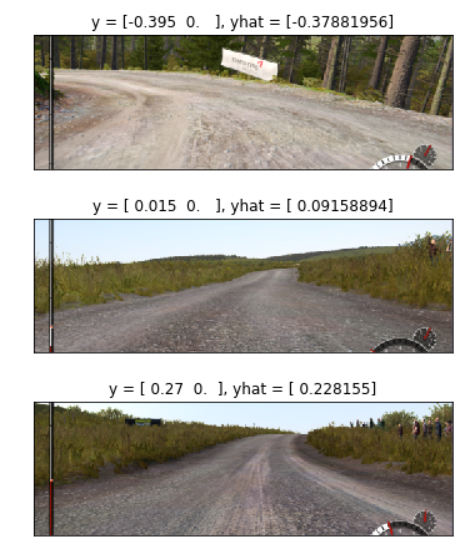 y = [-0.395  0.   ], yhat = [-0.37881956]
y = [ 0.015  0.   ], yhat = [ 0.09158894]
y = [ 0.27  0.  ], yhat = [ 0.228155]